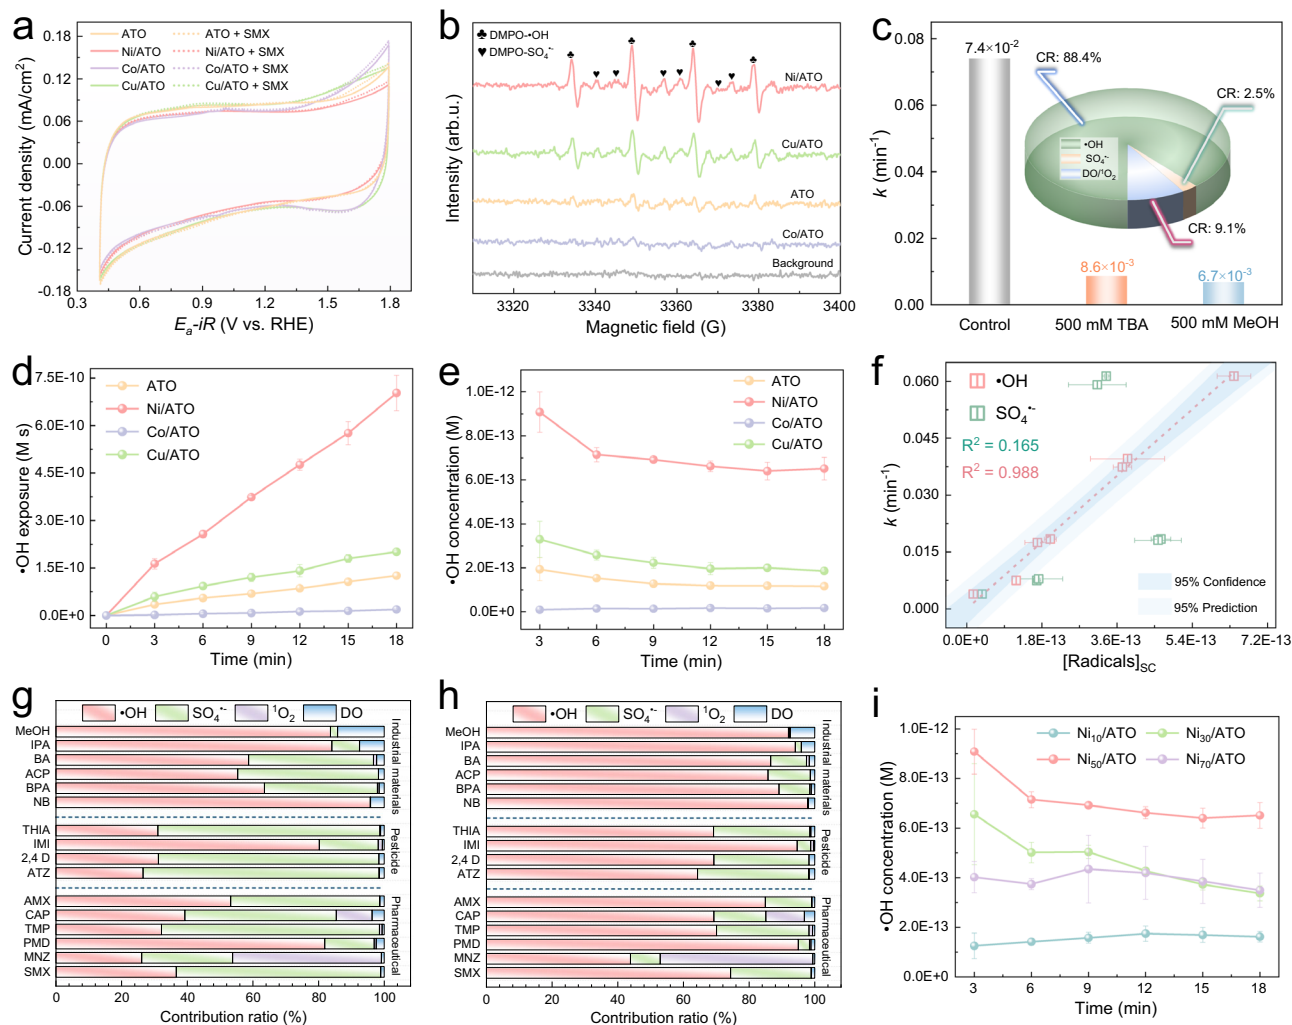 a
ATO
ATO + SMX
Ni/ATO
Ni/ATO + SMX
Co/ATO
Co/ATO + SMX
Cu/ATO
Cu/ATO + SMX
0.18
0.12
0.06
0.00
-0.06
-0.12
-0.18
0.3 0.6 0.9 1.2 1.5 1.8
Current density (mA/cm²)
Eₐ-iR (V vs. RHE)
b
♣ DMPO-•OH
♥ DMPO-SO₄•⁻
Ni/ATO
Cu/ATO
ATO
Co/ATO
Background
3320 3340 3360 3380 3400
Intensity (arb.u.)
Magnetic field (G)
c
0.08
0.06
0.04
0.02
0.00
k (min⁻¹)
7.4×10⁻²
CR: 88.4%
CR: 2.5%
•OH
SO₄•⁻
DO/¹O₂
CR: 9.1%
8.6×10⁻³
6.7×10⁻³
Control
500 mM TBA
500 mM MeOH
d
7.5E-10
6.0E-10
4.5E-10
3.0E-10
1.5E-10
0.0E+0
ATO
Ni/ATO
Co/ATO
Cu/ATO
0 3 6 9 12 15 18
•OH exposure (M s)
Time (min)
e
1.0E-12
8.0E-13
6.0E-13
4.0E-13
2.0E-13
0.0E+0
ATO
Ni/ATO
Co/ATO
Cu/ATO
3 6 9 12 15 18
•OH concentration (M)
Time (min)
f
0.060
0.045
0.030
0.015
0.000
•OH
SO₄•⁻
R² = 0.165
R² = 0.988
95% Confidence
95% Prediction
0.0E+0 1.8E-13 3.6E-13 5.4E-13 7.2E-13
k (min⁻¹)
[Radicals]SC
g
•OH SO₄•⁻ ¹O₂ DO
MeOH
IPA
BA
ACP
BPA
NB
Industrial materials
THIA
IMI
2,4 D
ATZ
Pesticide
AMX
CAP
TMP
PMD
MNZ
SMX
Pharmaceutical
0 20 40 60 80 100
Contribution ratio (%)
h
•OH SO₄•⁻ ¹O₂ DO
MeOH
IPA
BA
ACP
BPA
NB
Industrial materials
THIA
IMI
2,4 D
ATZ
Pesticide
AMX
CAP
TMP
PMD
MNZ
SMX
Pharmaceutical
0 20 40 60 80 100
Contribution ratio (%)
i
1.0E-12
8.0E-13
6.0E-13
4.0E-13
2.0E-13
0.0E+0
Ni₁₀/ATO
Ni₃₀/ATO
Ni₅₀/ATO
Ni₇₀/ATO
3 6 9 12 15 18
•OH concentration (M)
Time (min)